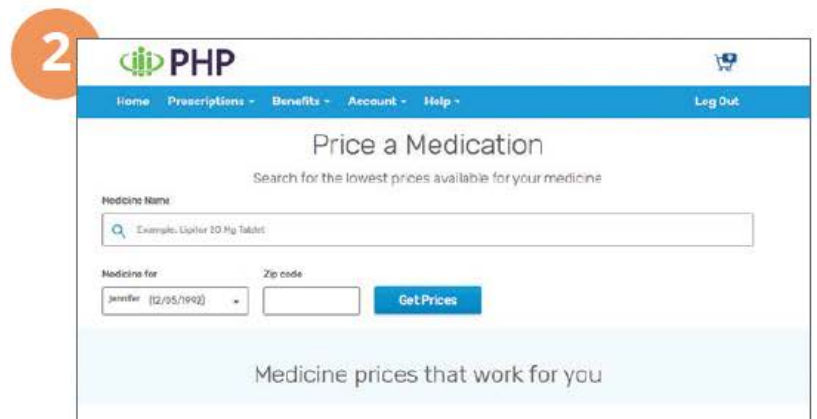 2
PHP
Home Prescriptions Benefits Account Help Log Out
Price a Medication
Search for the lowest prices available for your medicine
Medicine Name
Example. Lipitor 20 Mg Tablet
Medicine for Zip code
Jennifer (12/05/1992) Get Prices
Medicine prices that work for you